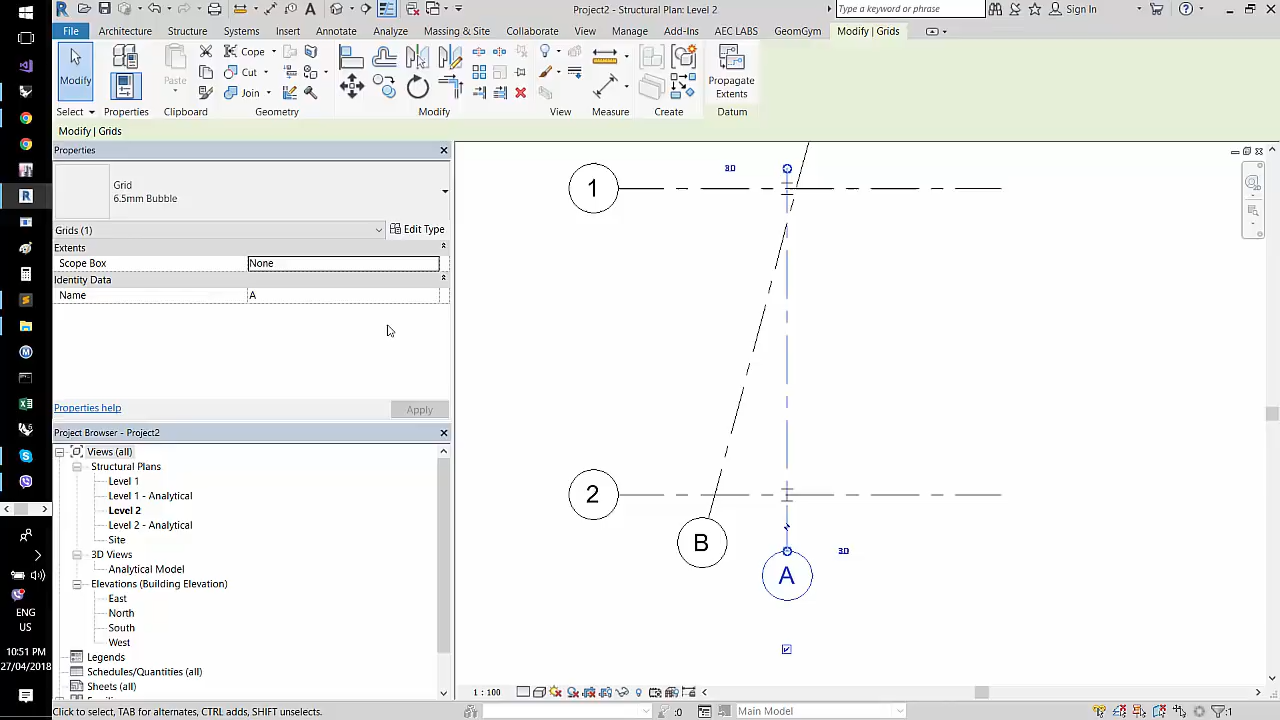 Project2 - Structural Plan: Level 2
Type a keyword or phrase
Sign In
File
Architecture
Structure
Systems
Insert
Annotate
Analyze
Massing & Site
Collaborate
View
Manage
Add-Ins
AEC LAB
GeomGym
Modify | Grids
Modify
Paste
Cope
Cut
Join
Propagate
Extents
Select
Properties
Clipboard
Geometry
Modify
View
Measure
Create
Datum
Modify | Grids
Properties
Grid
6.5mm Bubble
Grids (1)
Edit Type
Extents
Scope Box
None
Identity Data
Name
A
Properties help
Apply
Project Browser - Project2
Views (all)
Structural Plans
Level 1
Level 1 - Analytical
Level 2
Level 2 - Analytical
Site
3D Views
Analytical Model
Elevations (Building Elevation)
East
North
South
West
Legends
Schedules/Quantities (all)
Sheets (all)
3D
1
2
B
3D
A
1 : 100
ENG
US
10:51 PM
27/04/2018
Click to select, TAB for alternates, CTRL adds, SHIFT unselects.
:0
Main Model
:1